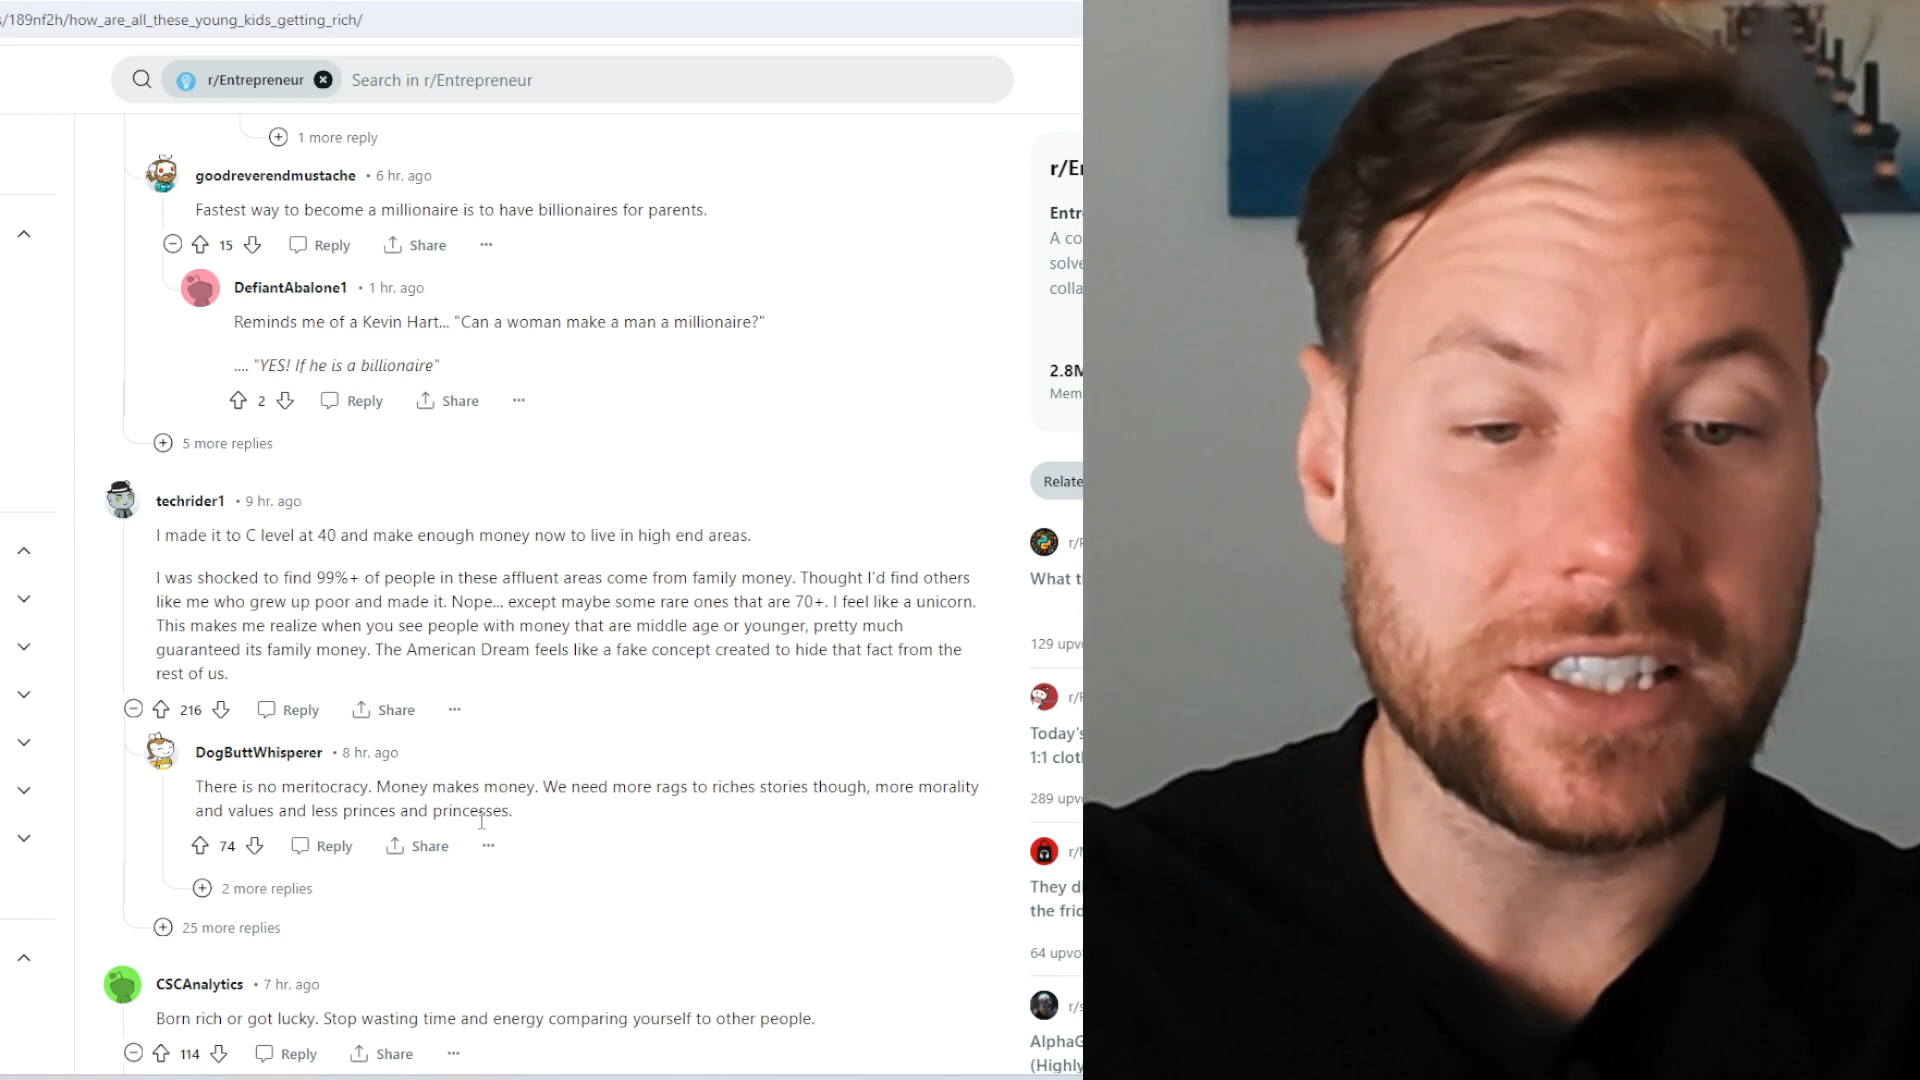 s/189nf2h/how_are_all_these_young_kids_getting_rich/
r/Entrepreneur
Search in r/Entrepreneur
1 more reply
goodreverendmustache • 6 hr. ago
Fastest way to become a millionaire is to have billionaires for parents.
15 Reply Share ...
DefiantAbalone1 • 1 hr. ago
Reminds me of a Kevin Hart... "Can a woman make a man a millionaire?"
.... "YES! If he is a billionaire"
2 Reply Share ...
5 more replies
techrider1 • 9 hr. ago
I made it to C level at 40 and make enough money now to live in high end areas.
I was shocked to find 99%+ of people in these affluent areas come from family money. Thought I'd find others
like me who grew up poor and made it. Nope... except maybe some rare ones that are 70+. I feel like a unicorn.
This makes me realize when you see people with money that are middle age or younger, pretty much
guaranteed its family money. The American Dream feels like a fake concept created to hide that fact from the
rest of us.
216 Reply Share ...
DogButtWhisperer • 8 hr. ago
There is no meritocracy. Money makes money. We need more rags to riches stories though, more morality
and values and less princes and princesses.
74 Reply Share ...
2 more replies
25 more replies
CSCAnalytics • 7 hr. ago
Born rich or got lucky. Stop wasting time and energy comparing yourself to other people.
114 Reply Share ...
r/E
Entr
A co
solve
colla
2.8M
Mem
Relate
r/
What t
129 upvo
r/
Today's
1:1 clot
289 upvo
r/
They d
the frid
64 upvo
r/s
AlphaG
(Highly